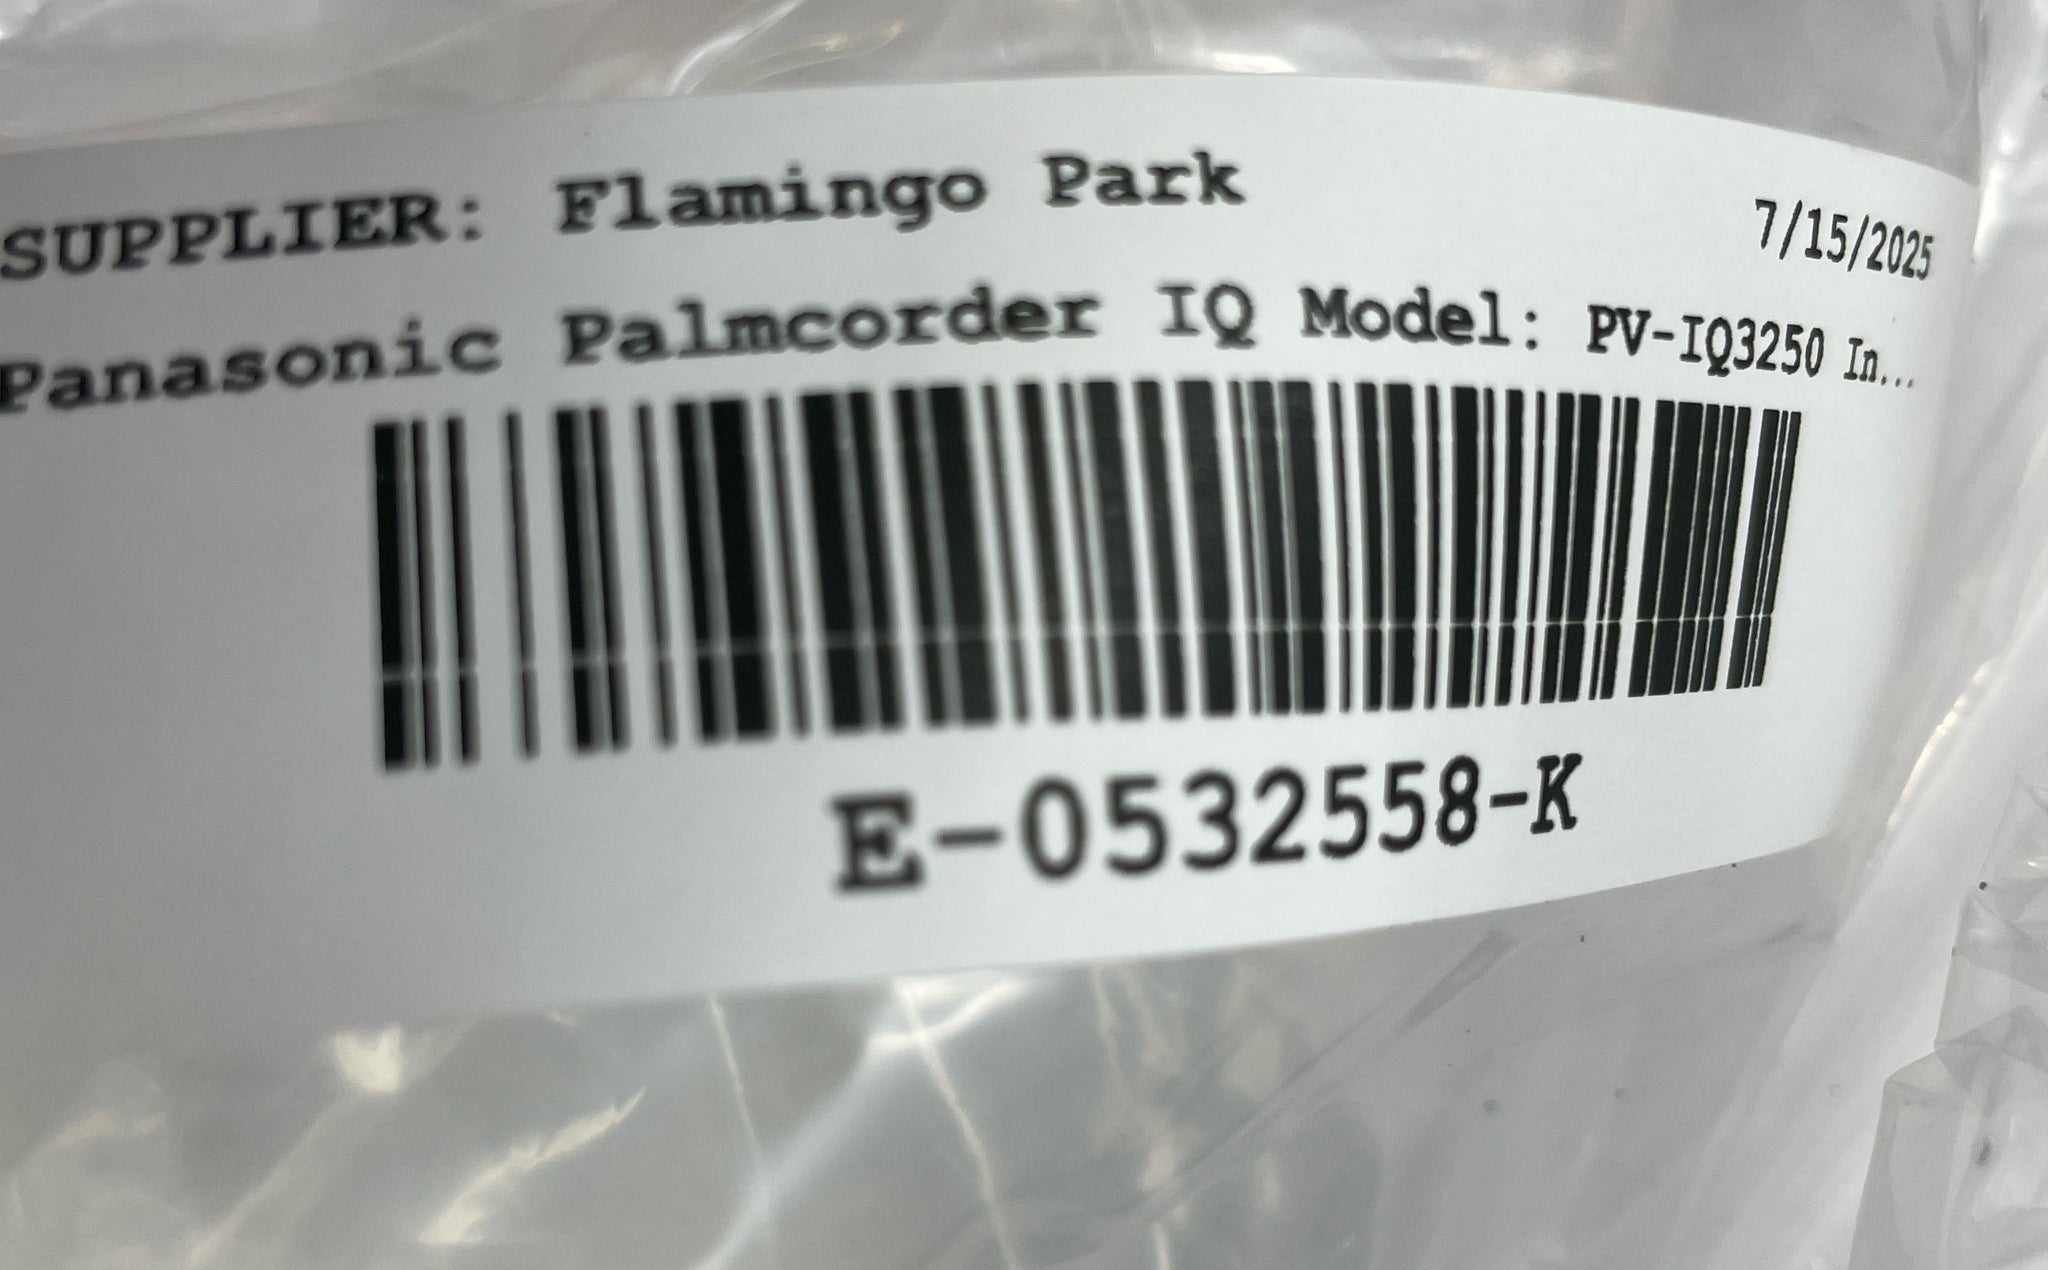 SUPPLIER: Flamingo Park
7/15/2025
Panasonic Palmcorder IQ Model: PV-IQ3250 In...
E-0532558-K